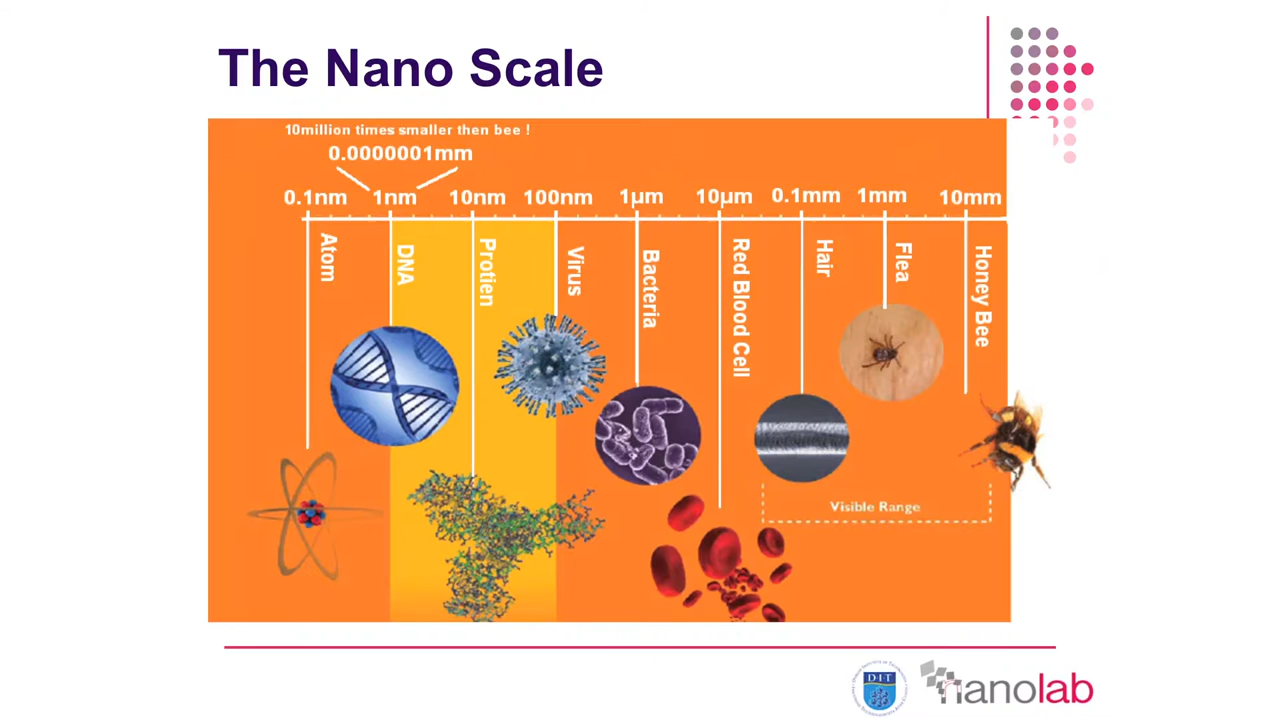 The Nano Scale
10million times smaller then bee !
0.0000001mm
0.1nm 1nm 10nm 100nm 1µm 10µm 0.1mm 1mm 10mm
Atom
DNA
Protien
Virus
Bacteria
Red Blood Cell
Hair
Flea
Honey Bee
Visible Range
DIT
nanolab